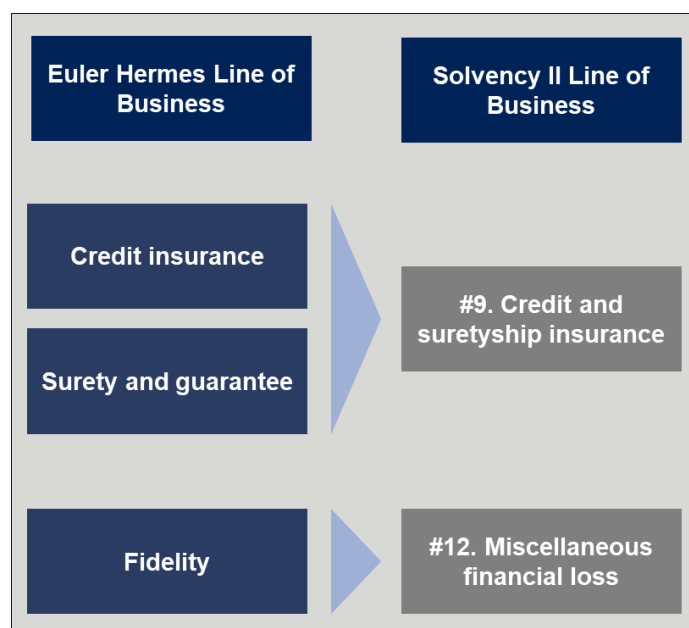 Euler Hermes Line of
Business
Solvency II Line of
Business
Credit insurance
Surety and guarantee
#9. Credit and
suretyship insurance
Fidelity
#12. Miscellaneous
financial loss